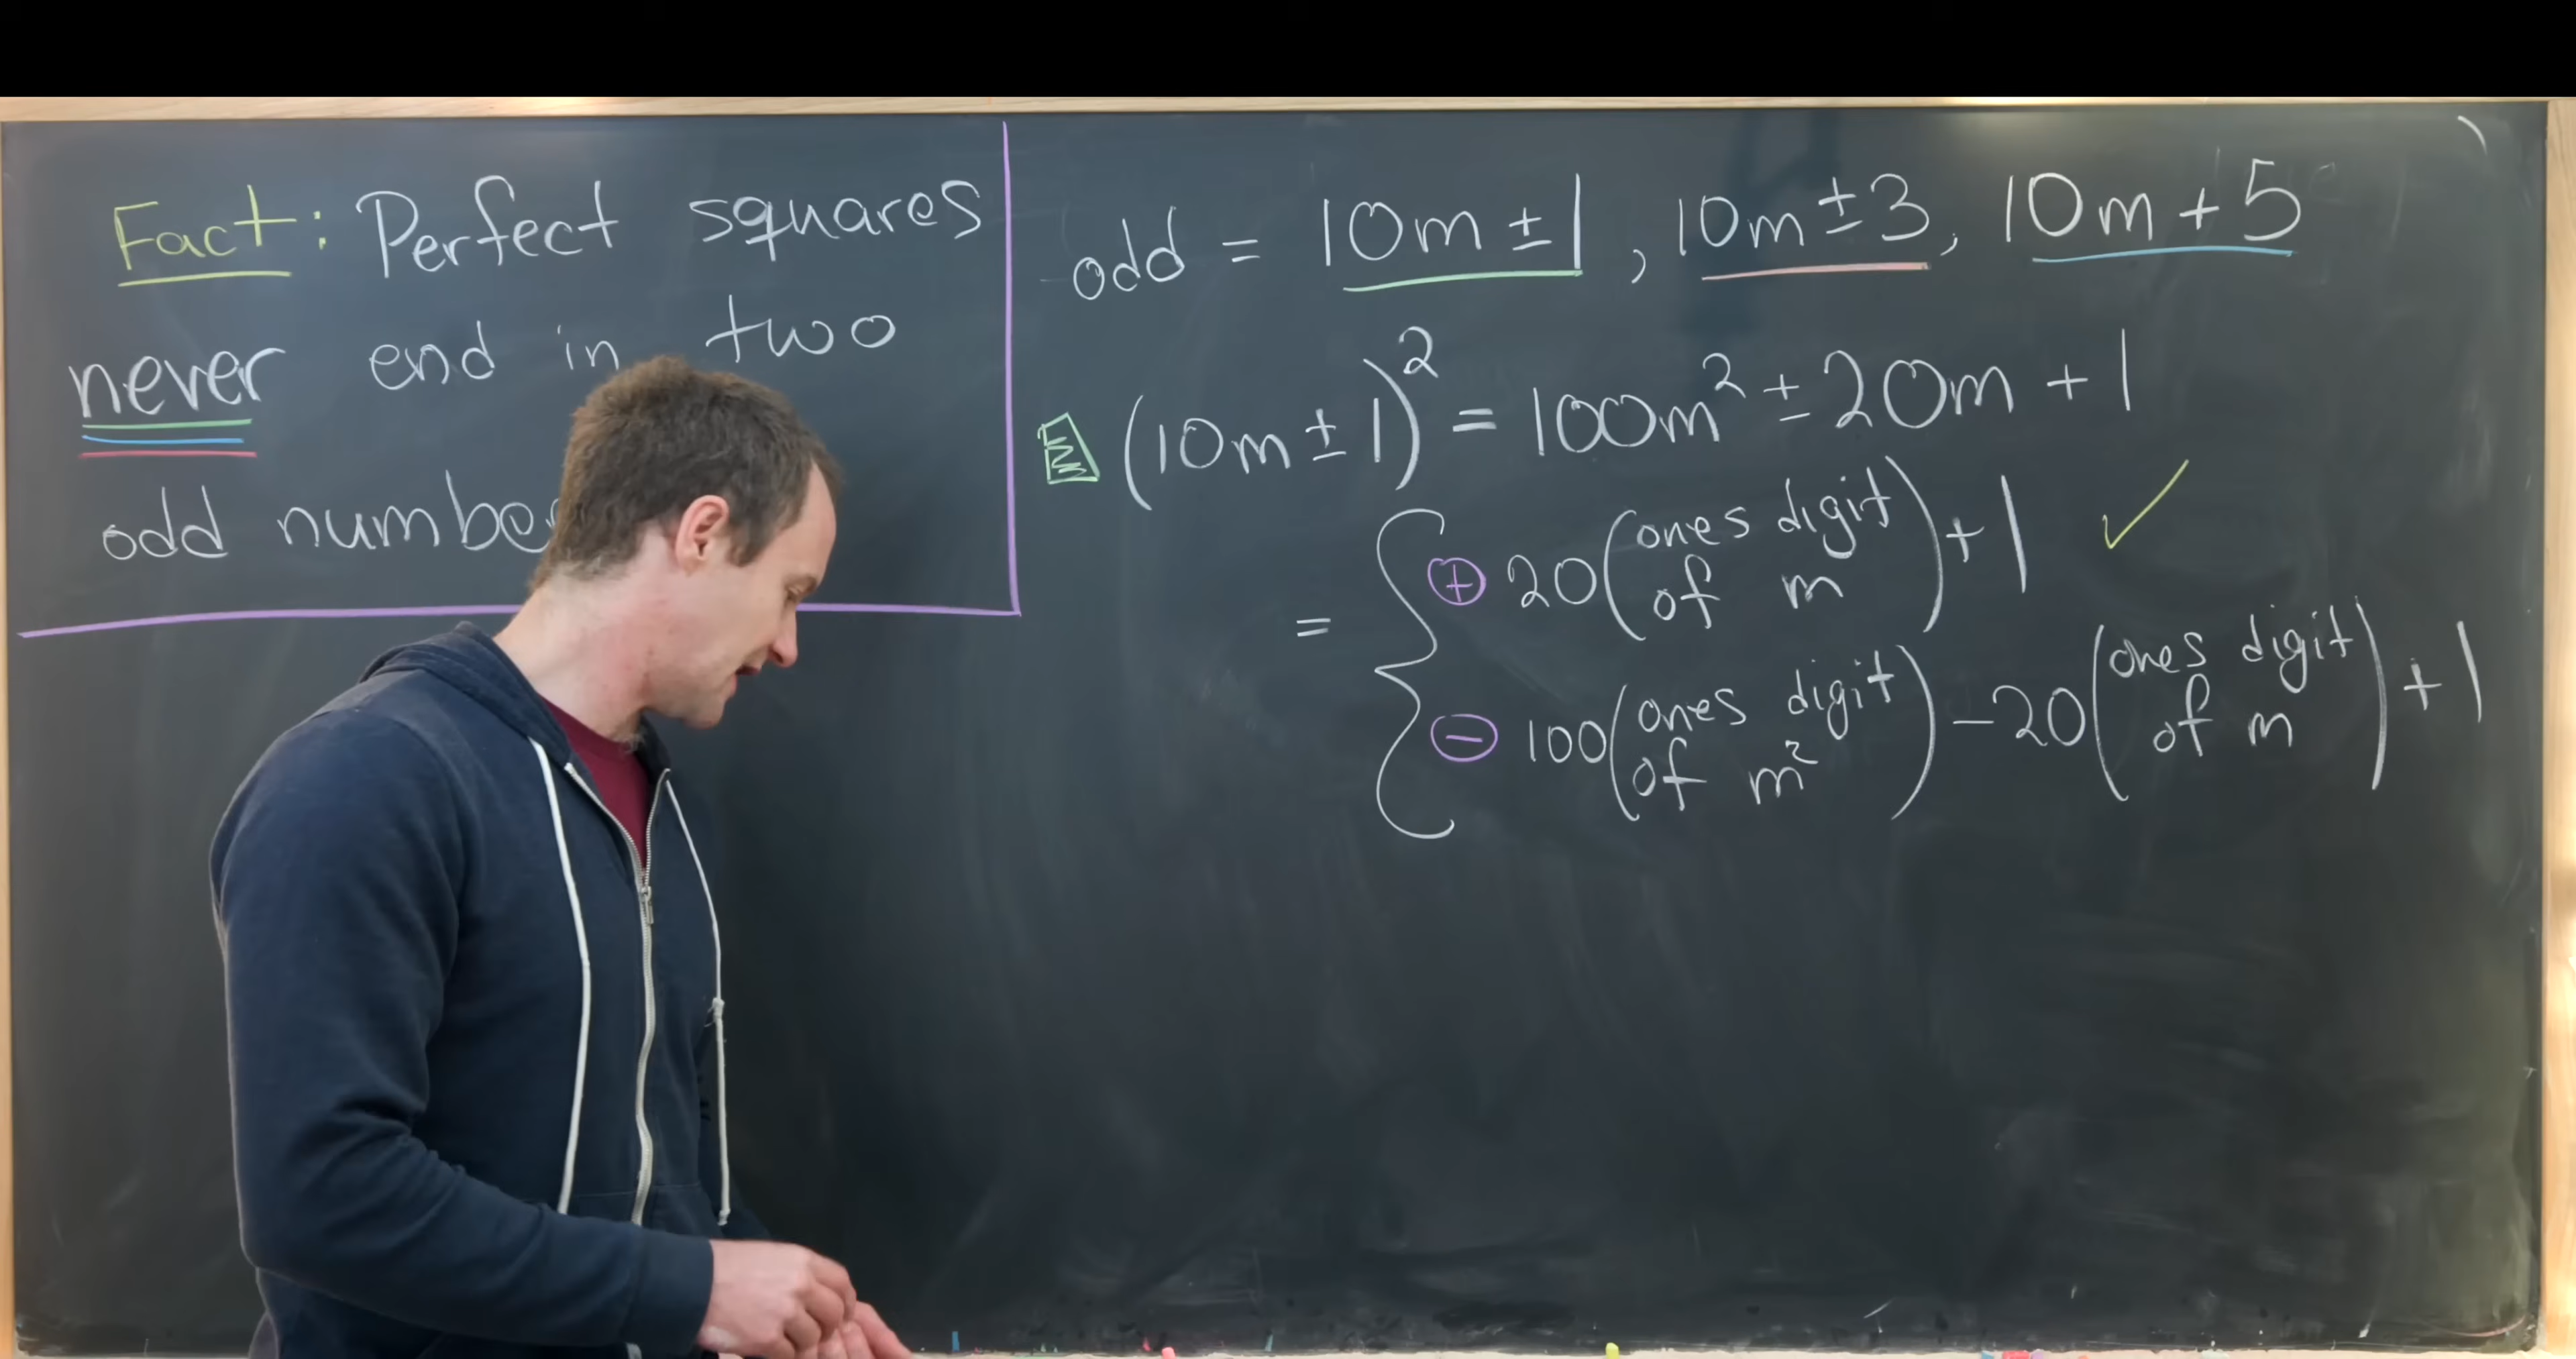 Fact: Perfect squares
never end in two
odd
odd = 10m ± 1, 10m ± 3, 10m + 5
(10m ± 1)² = 100m² ± 20m + 1
= { ⊕ 20(ones digit of m) + 1 ✓
⊖ 100(ones digit of m²) − 20(ones digit of m) + 1